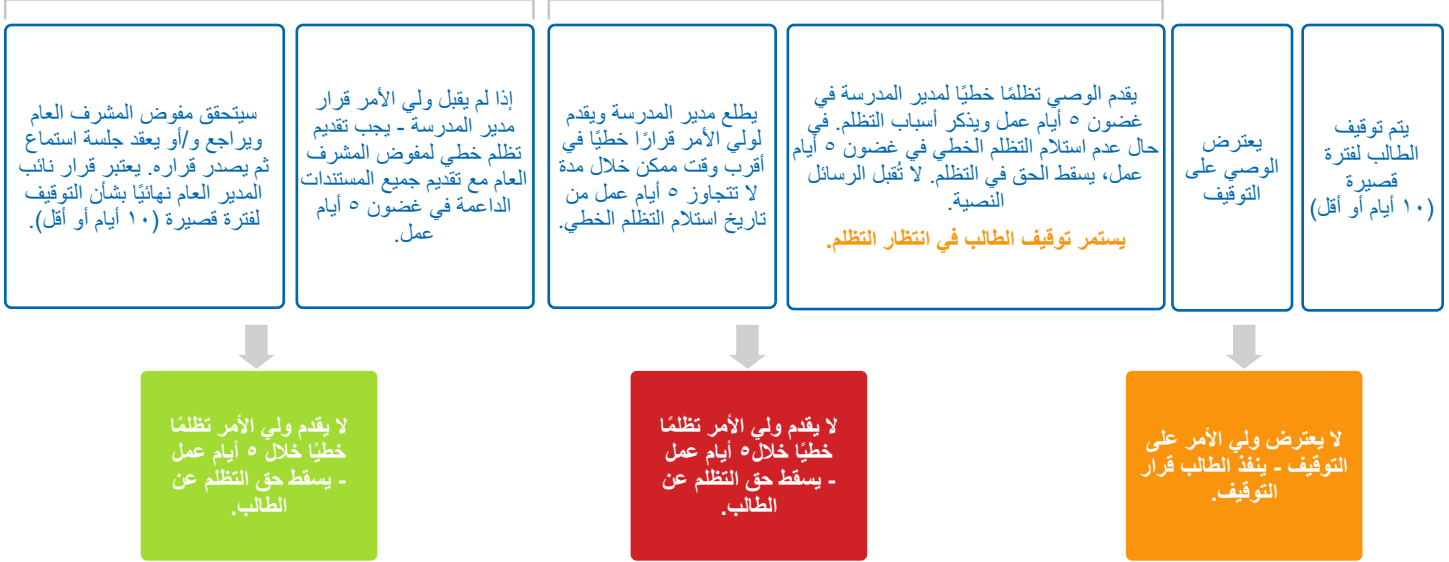 يتم توقيف
الطالب لفترة
قصيرة
(١٠ أيام أو أقل)
يعترض
الوصي على
التوقيف
يقدم الوصي تظلمًا خطيًا لمدير المدرسة في
غضون ٥ أيام عمل ويذكر أسباب التظلم. في
حال عدم استلام التظلم الخطي في غضون ٥ أيام
عمل، يسقط الحق في التظلم. لا تُقبل الرسائل
النصية.
يستمر توقيف الطالب في انتظار التظلم.
يطلع مدير المدرسة ويقدم
لولي الأمر قرارًا خطيًا في
أقرب وقت ممكن خلال مدة
لا تتجاوز ٥ أيام عمل من
تاريخ استلام التظلم الخطي.
إذا لم يقبل ولي الأمر قرار
مدير المدرسة - يجب تقديم
تظلم خطي لمفوض المشرف
العام مع تقديم جميع المستندات
الداعمة في غضون ٥ أيام
عمل.
سيتحقق مفوض المشرف العام
ويراجع و/أو يعقد جلسة استماع
ثم يصدر قراره. يعتبر قرار نائب
المدير العام نهائيًا بشأن التوقيف
لفترة قصيرة (١٠ أيام أو أقل).
لا يعترض ولي الأمر على
التوقيف - ينفذ الطالب قرار
التوقيف.
لا يقدم ولي الأمر تظلمًا
خطيًا خلال٥ أيام عمل
- يسقط حق التظلم عن
الطالب.
لا يقدم ولي الأمر تظلمًا
خطيًا خلال ٥ أيام عمل
- يسقط حق التظلم عن
الطالب.